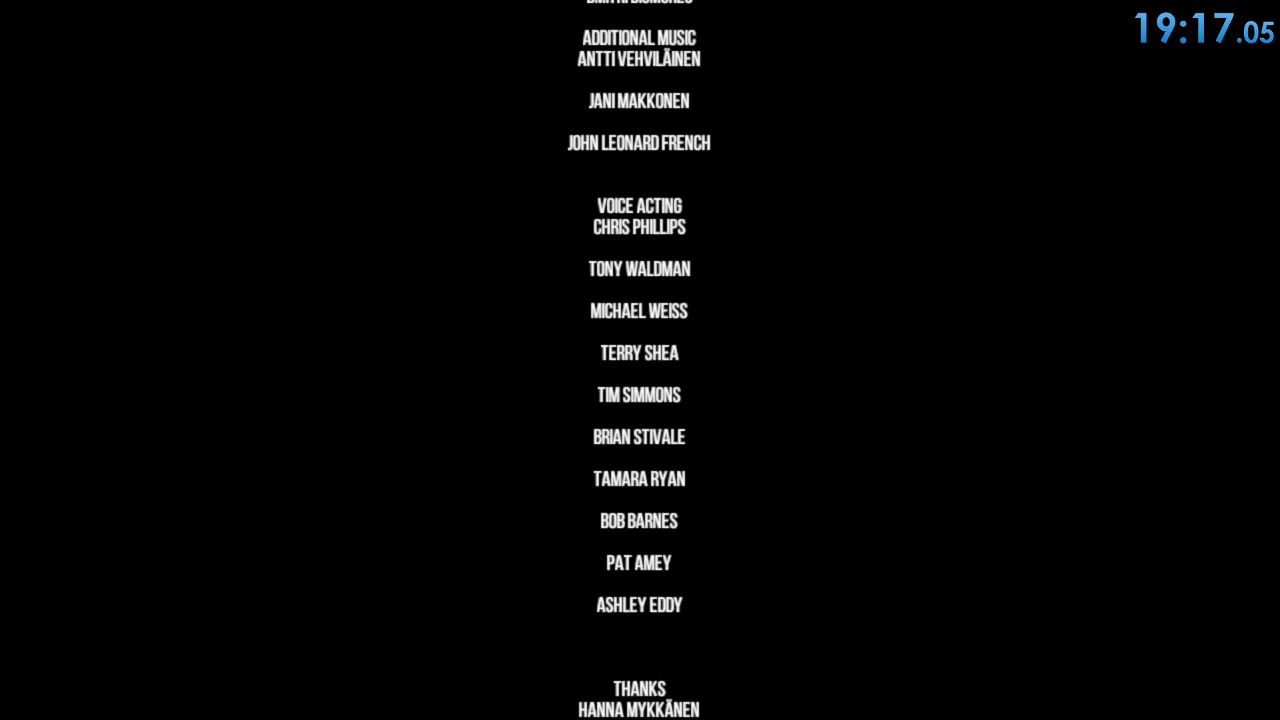 19:17.05
ADDITIONAL MUSIC
ANTTI VEHVILÄINEN
JANI MAKKONEN
JOHN LEONARD FRENCH
VOICE ACTING
CHRIS PHILLIPS
TONY WALDMAN
MICHAEL WEISS
TERRY SHEA
TIM SIMMONS
BRIAN STIVALE
TAMARA RYAN
BOB BARNES
PAT AMEY
ASHLEY EDDY
THANKS
HANNA MYKKÄNEN